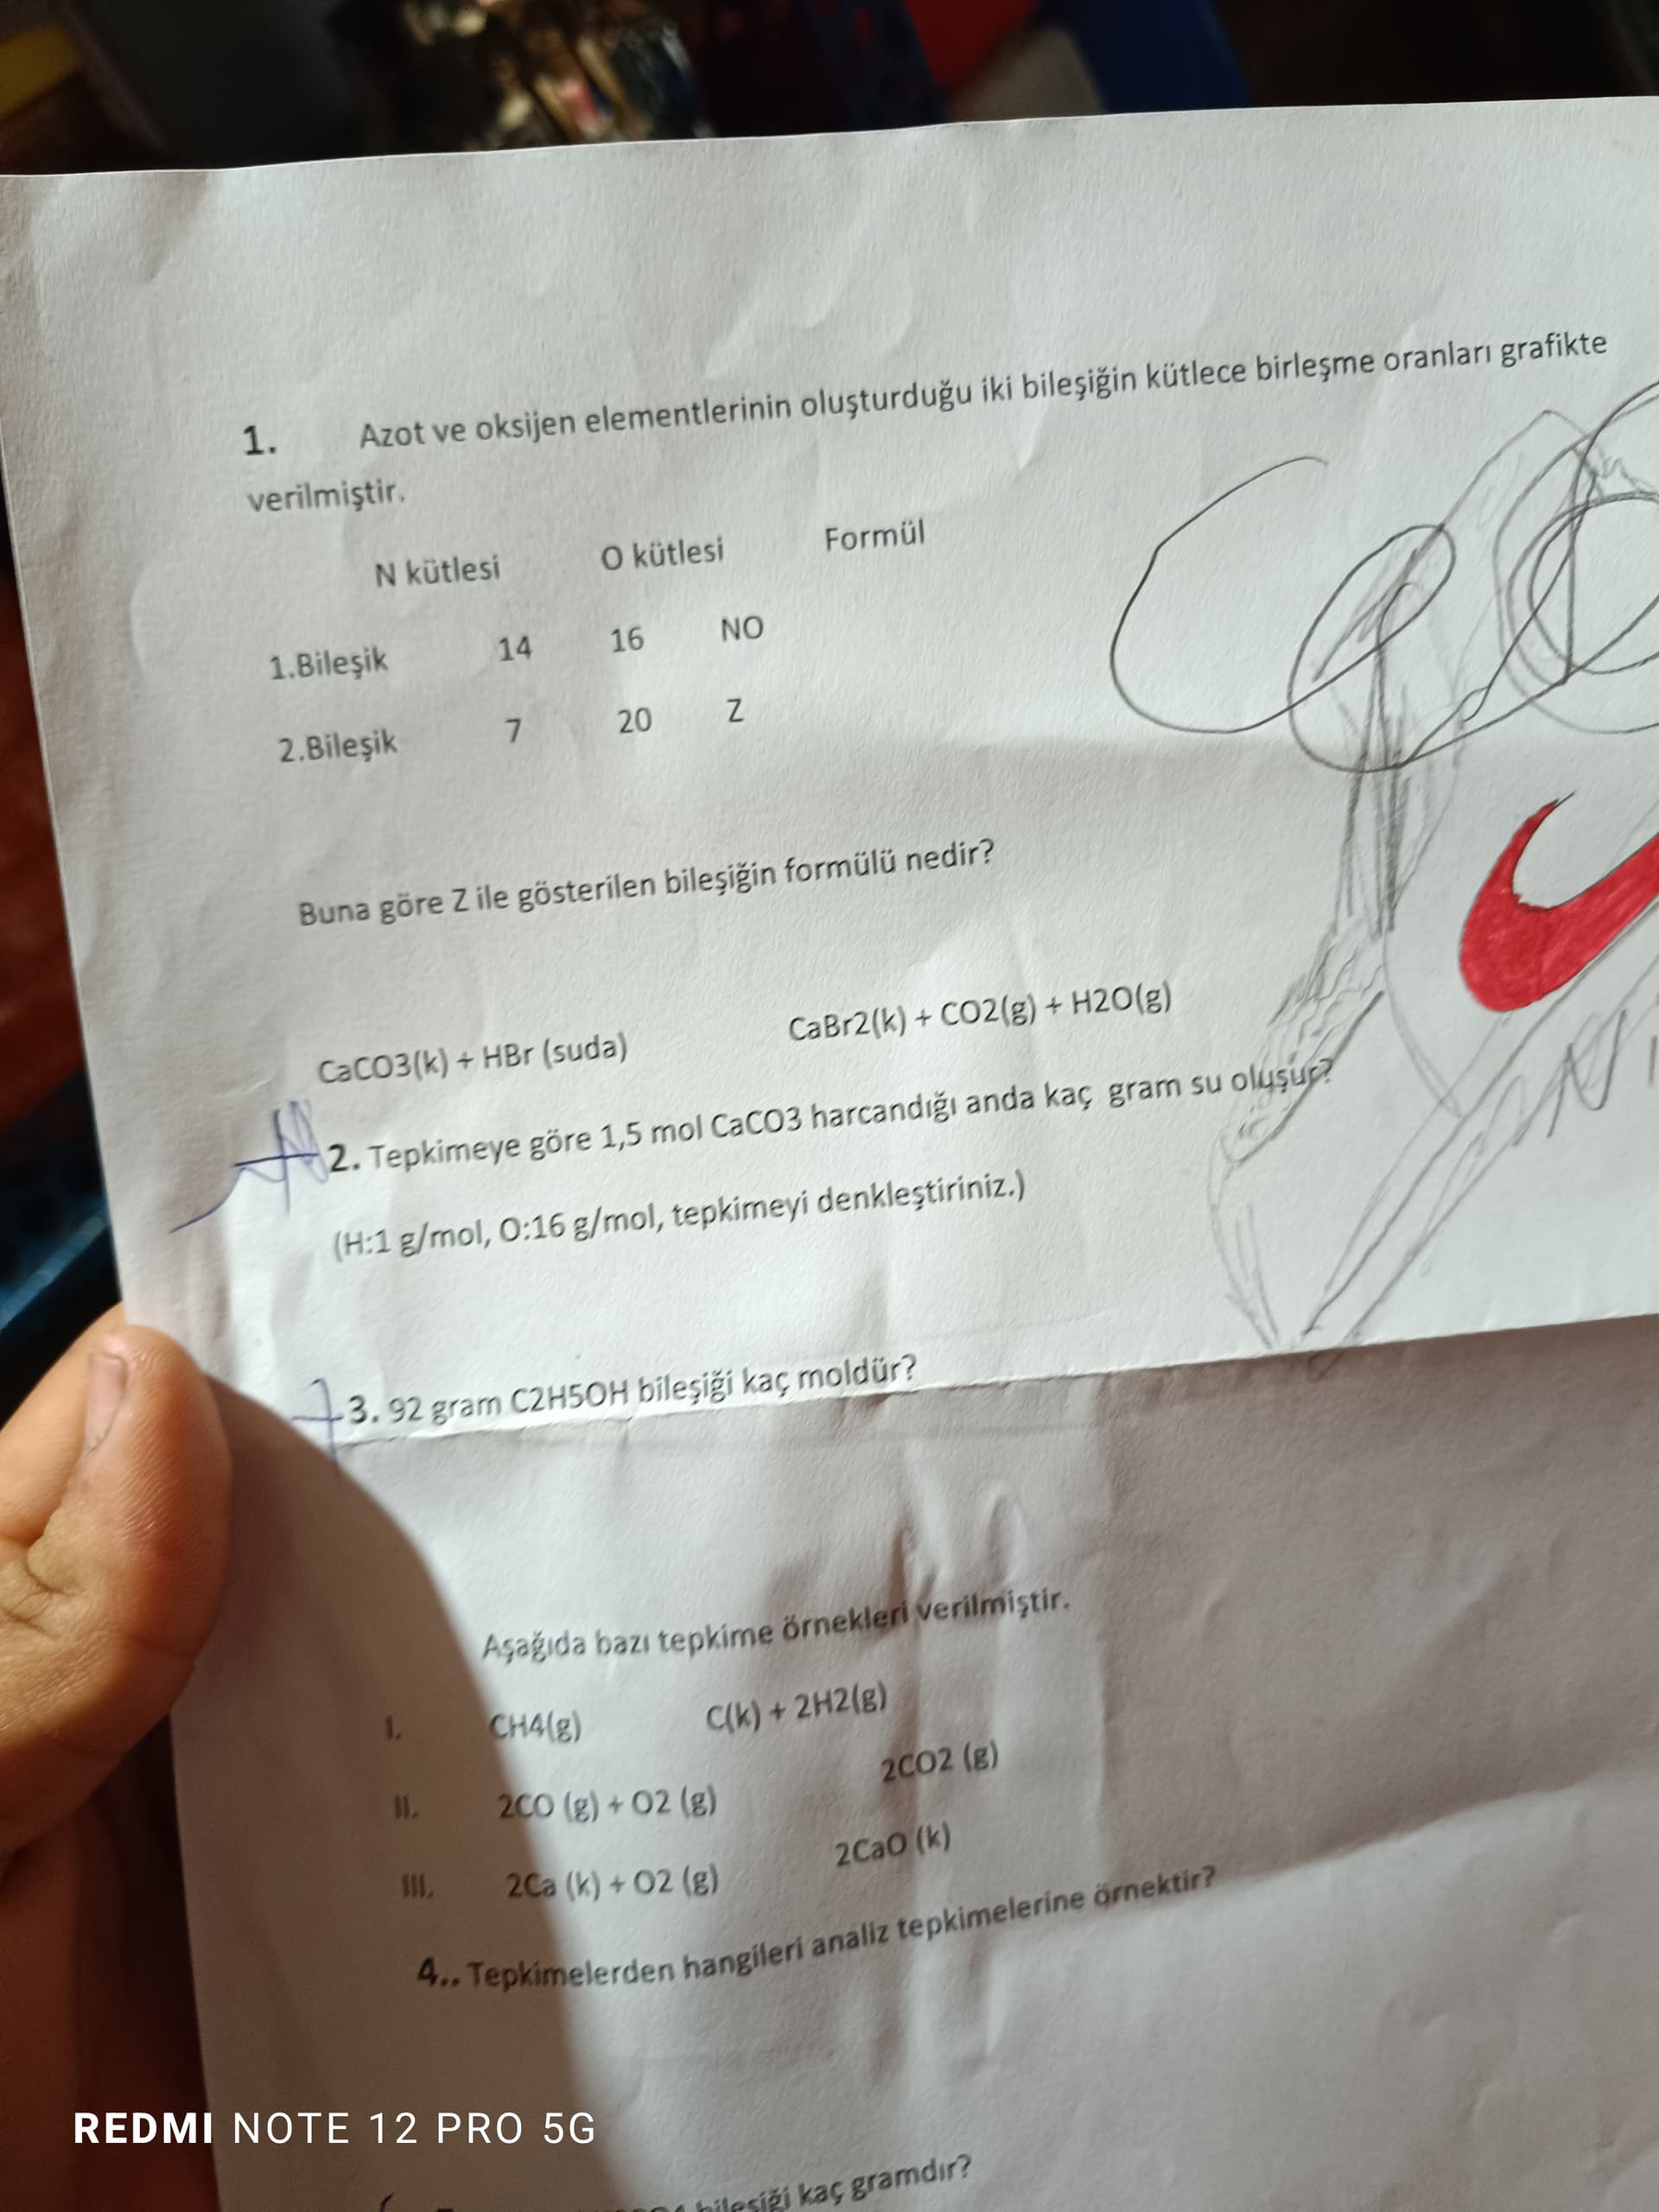 1. Azot ve oksijen elementlerinin oluşturduğu iki bileşiğin kütlece birleşme oranları grafikte
verilmiştir.
N kütlesi O kütlesi Formül
1.Bileşik 14 16 NO
2.Bileşik 7 20 Z
Buna göre Z ile gösterilen bileşiğin formülü nedir?
CaCO3(k) + HBr (suda) CaBr2(k) + CO2(g) + H2O(g)
2. Tepkimeye göre 1,5 mol CaCO3 harcandığı anda kaç gram su oluşur?
(H:1 g/mol, O:16 g/mol, tepkimeyi denkleştiriniz.)
3. 92 gram C2H5OH bileşiği kaç moldür?
Aşağıda bazı tepkime örnekleri verilmiştir.
I. CH4(g) C(k) + 2H2(g)
II. 2CO (g) + O2 (g) 2CO2 (g)
III. 2Ca (k) + O2 (g) 2CaO (k)
4.. Tepkimelerden hangileri analiz tepkimelerine örnektir?
bileşiği kaç gramdır?
REDMI NOTE 12 PRO 5G